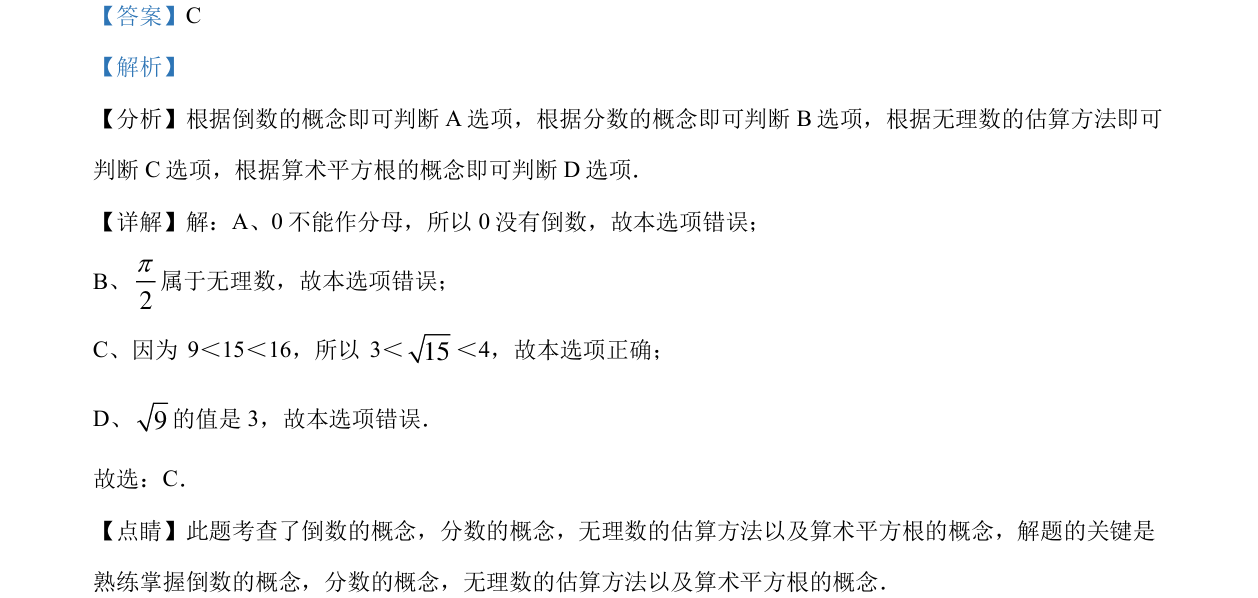 【答案】C
【解析】
【分析】根据倒数的概念即可判断 A 选项，根据分数的概念即可判断 B 选项，根据无理数的估算方法即可
判断 C 选项，根据算术平方根的概念即可判断 D 选项．
【详解】解：A、0 不能作分母，所以 0 没有倒数，故本选项错误；
B、π/2 属于无理数，故本选项错误；
C、因为 9＜15＜16，所以 3＜√15＜4，故本选项正确；
D、√9 的值是 3，故本选项错误．
故选：C．
【点睛】此题考查了倒数的概念，分数的概念，无理数的估算方法以及算术平方根的概念，解题的关键是
熟练掌握倒数的概念，分数的概念，无理数的估算方法以及算术平方根的概念．